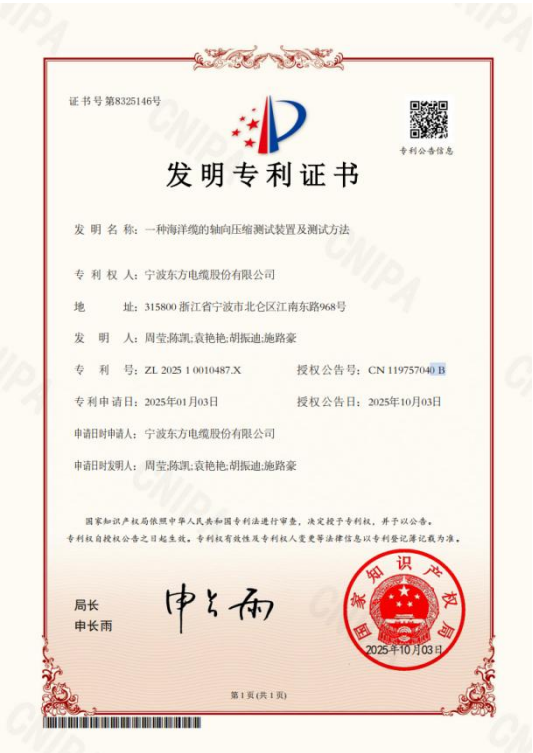 证书号第8325146号
专利公告信息
发明专利证书
发 明 名 称：一种海洋缆的轴向压缩测试装置及测试方法
专 利 权 人：宁波东方电缆股份有限公司
地 址：315800 浙江省宁波市北仑区江南东路968号
发 明 人：周莹;陈凯;袁艳艳;胡振迪;施路豪
专 利 号：ZL 2025 1 0010487.X 授权公告号：CN 119757040 B
专利申请日：2025年01月03日 授权公告日：2025年10月03日
申请日时申请人：宁波东方电缆股份有限公司
申请日时发明人：周莹;陈凯;袁艳艳;胡振迪;施路豪
国家知识产权局依照中华人民共和国专利法进行审查，决定授予专利权，并予以公告。
专利权自授权公告之日起生效。专利权有效性及专利权人变更等法律信息以专利登记簿记载为准。
局长
申长雨
申长雨
国家知识产权局
2025年10月03日
第1页(共1页)
CNIPA
CNIPA
CNIPA
CNIPA